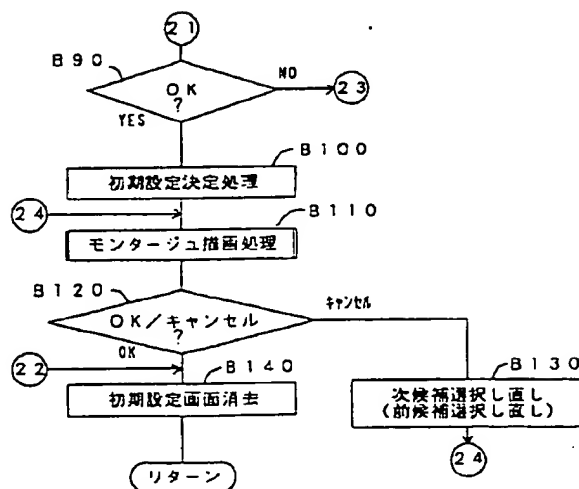 21
B90
OK
?
NO
23
YES
B100
初期設定決定処理
24
B110
モンタージュ描画処理
B120
キャンセル
OK/キャンセル
?
22
OK
B140
B130
初期設定画面消去
次候補選択し直し
(前候補選択し直し)
リターン
24